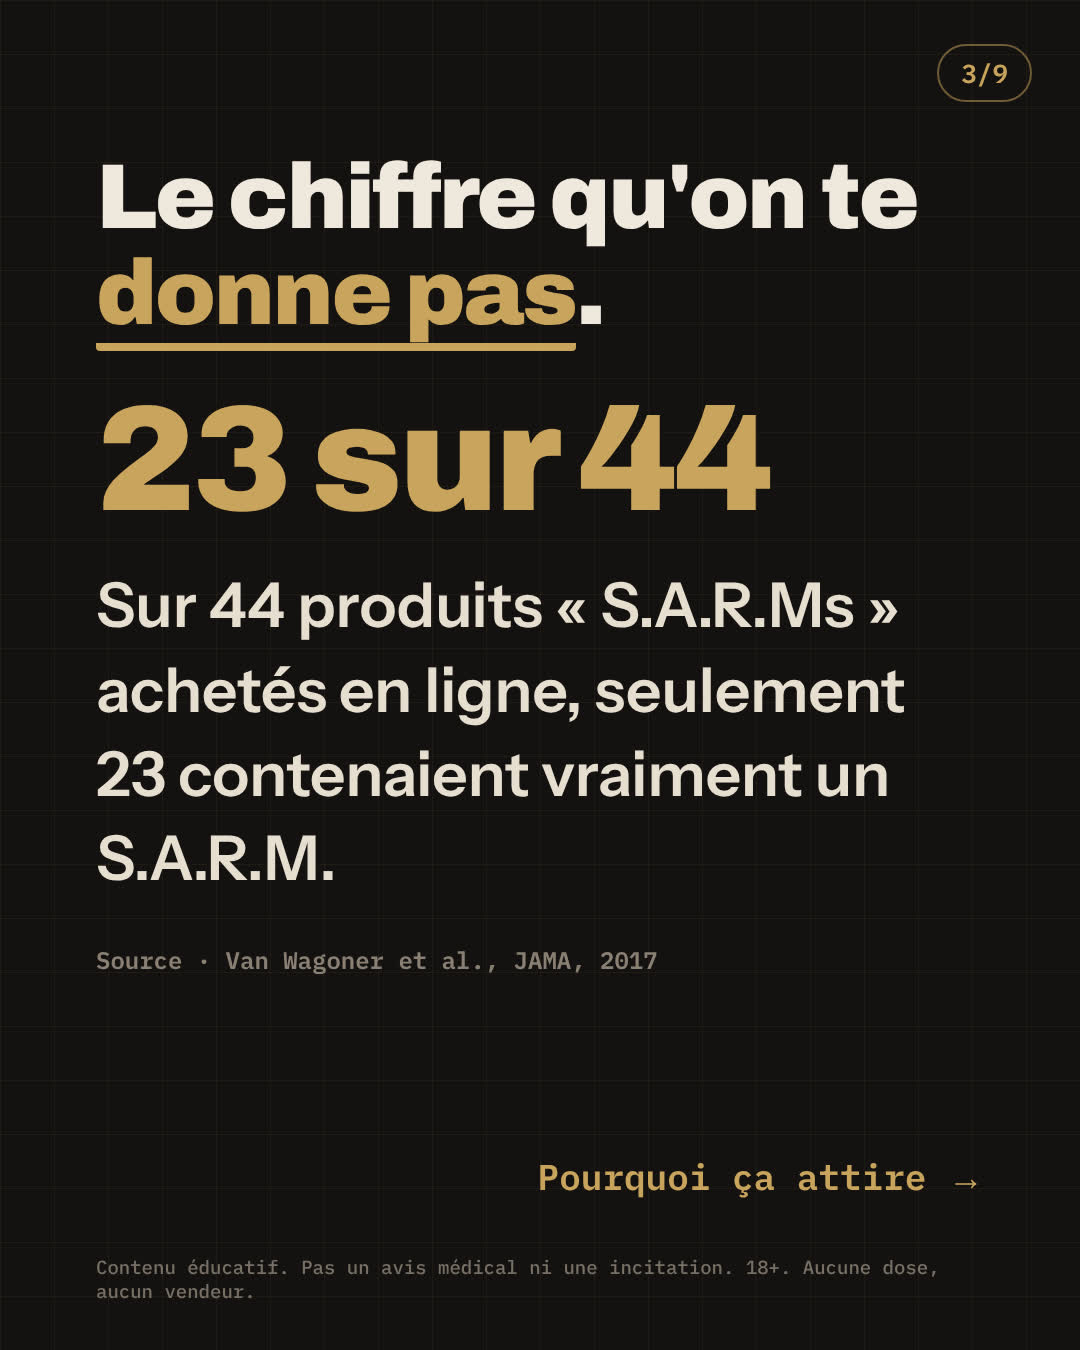 3/9
Le chiffre qu'on te
donne pas.
23 sur 44
Sur 44 produits « S.A.R.Ms »
achetés en ligne, seulement
23 contenaient vraiment un
S.A.R.M.
Source · Van Wagoner et al., JAMA, 2017
Pourquoi ça attire →
Contenu éducatif. Pas un avis médical ni une incitation. 18+. Aucune dose,
aucun vendeur.